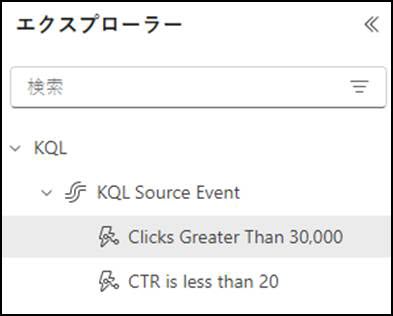 エクスプローラー
検索
KQL
KQL Source Event
Clicks Greater Than 30,000
CTR is less than 20